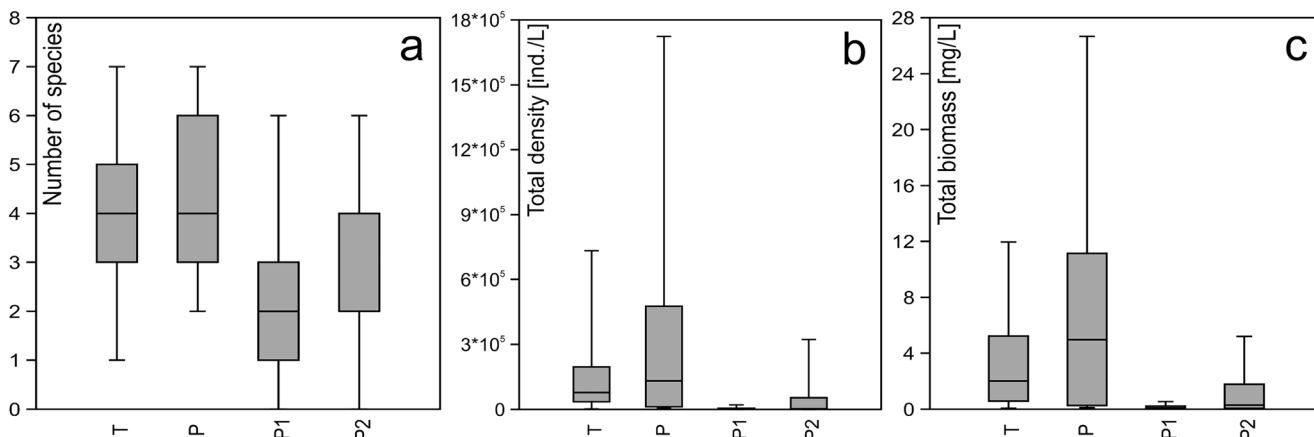 8
7
6
5
4
3
2
1
0
Number of species
a
T
P
P1
P2
18*10⁵
15*10⁵
12*10⁵
9*10⁵
6*10⁵
3*10⁵
0
Total density [ind./L]
b
T
P
P1
P2
28
24
20
16
12
8
4
0
Total biomass [mg/L]
c
T
P
P1
P2